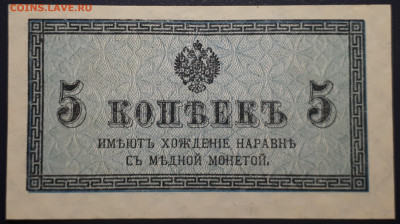 COINS.LAVE.RU
5 КОПѢЕКЪ 5
ИМѢЮТЪ ХОЖДЕНІЕ НАРАВНѢ
СЪ МѢДНОЙ МОНЕТОЙ.